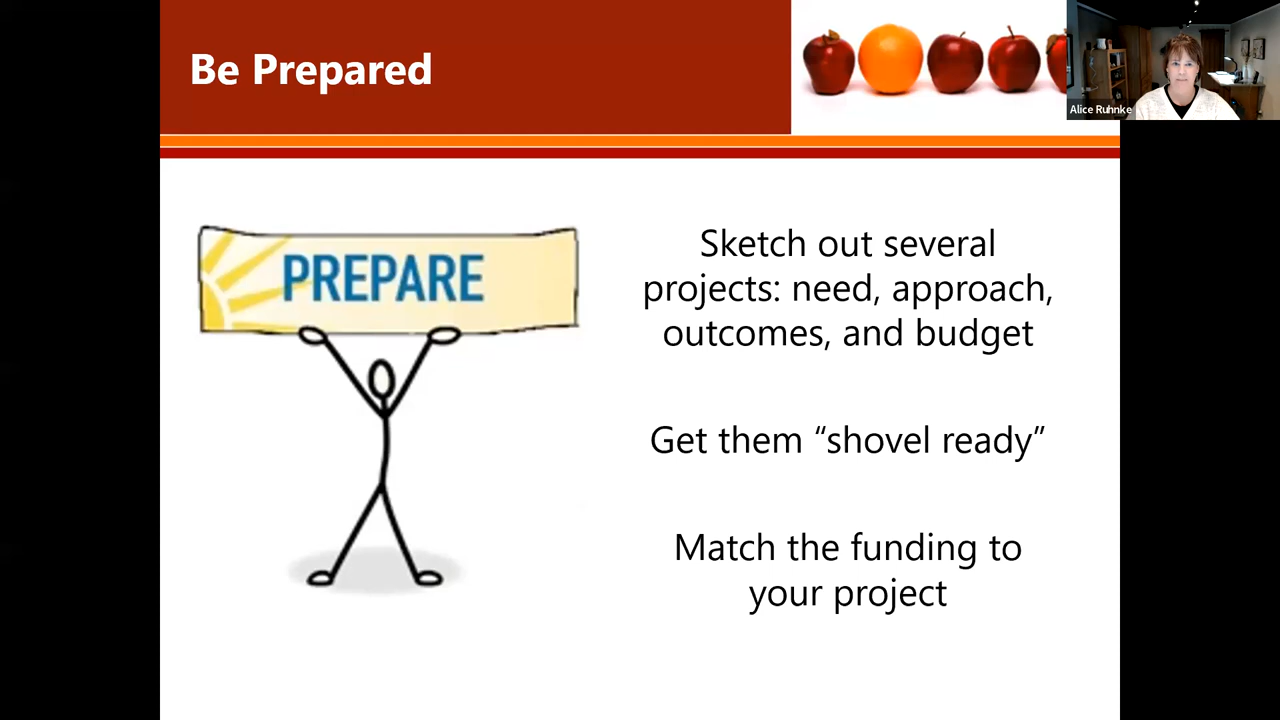 Be Prepared
Alice Ruhnke
PREPARE
Sketch out several
projects: need, approach,
outcomes, and budget
Get them “shovel ready”
Match the funding to
your project